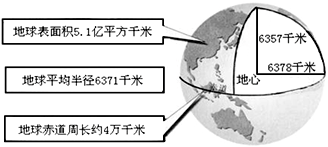 地球表面积5.1亿平方千米
6357千米
地球平均半径6371千米
地心
6378千米
地球赤道周长约4万千米